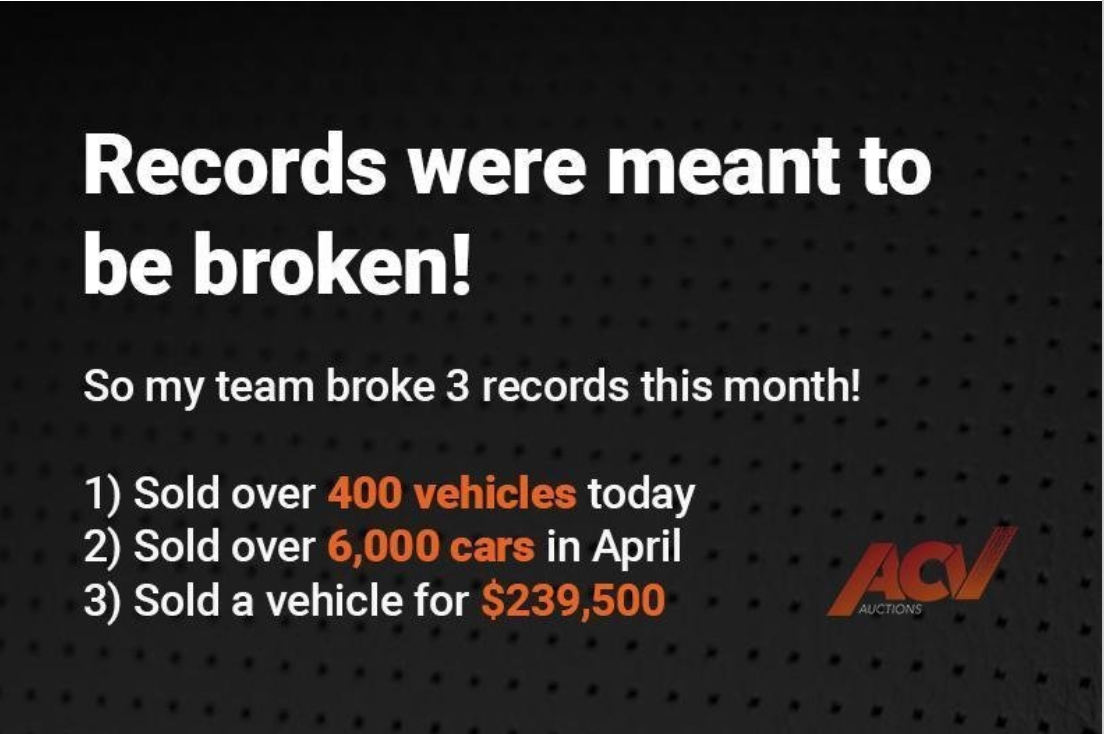 Records were meant to
be broken!
So my team broke 3 records this month!
1) Sold over 400 vehicles today
2) Sold over 6,000 cars in April
3) Sold a vehicle for $239,500
ACV
AUCTIONS